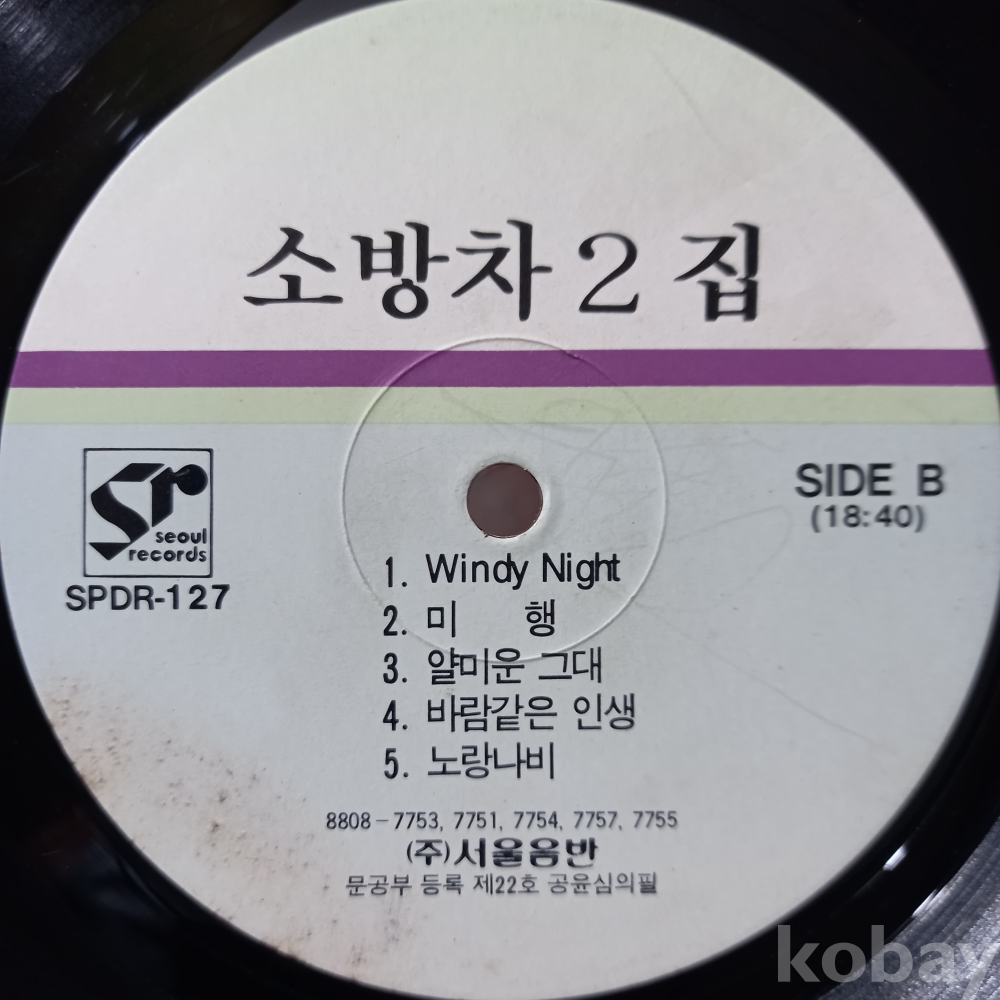 소방차 2 집
SIDE B
(18:40)
Sr
seoul
records
SPDR-127
1. Windy Night
2. 미 행
3. 얄미운 그대
4. 바람같은 인생
5. 노랑나비
8808-7753, 7751, 7754, 7757, 7755
(주)서울음반
문공부 등록 제22호 공윤심의필
kobay